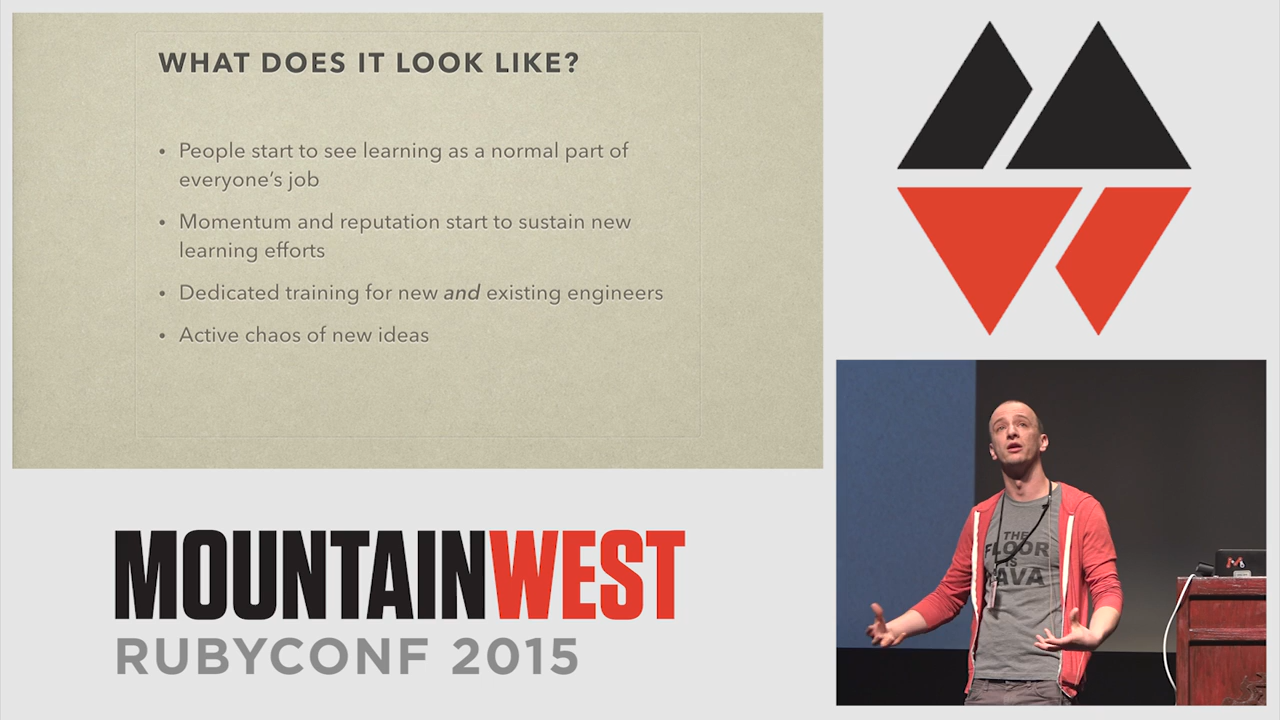 WHAT DOES IT LOOK LIKE?
• People start to see learning as a normal part of
everyone's job
• Momentum and reputation start to sustain new
learning efforts
• Dedicated training for new and existing engineers
• Active chaos of new ideas
MOUNTAINWEST
RUBYCONF 2015
THE
FLOOR
IS